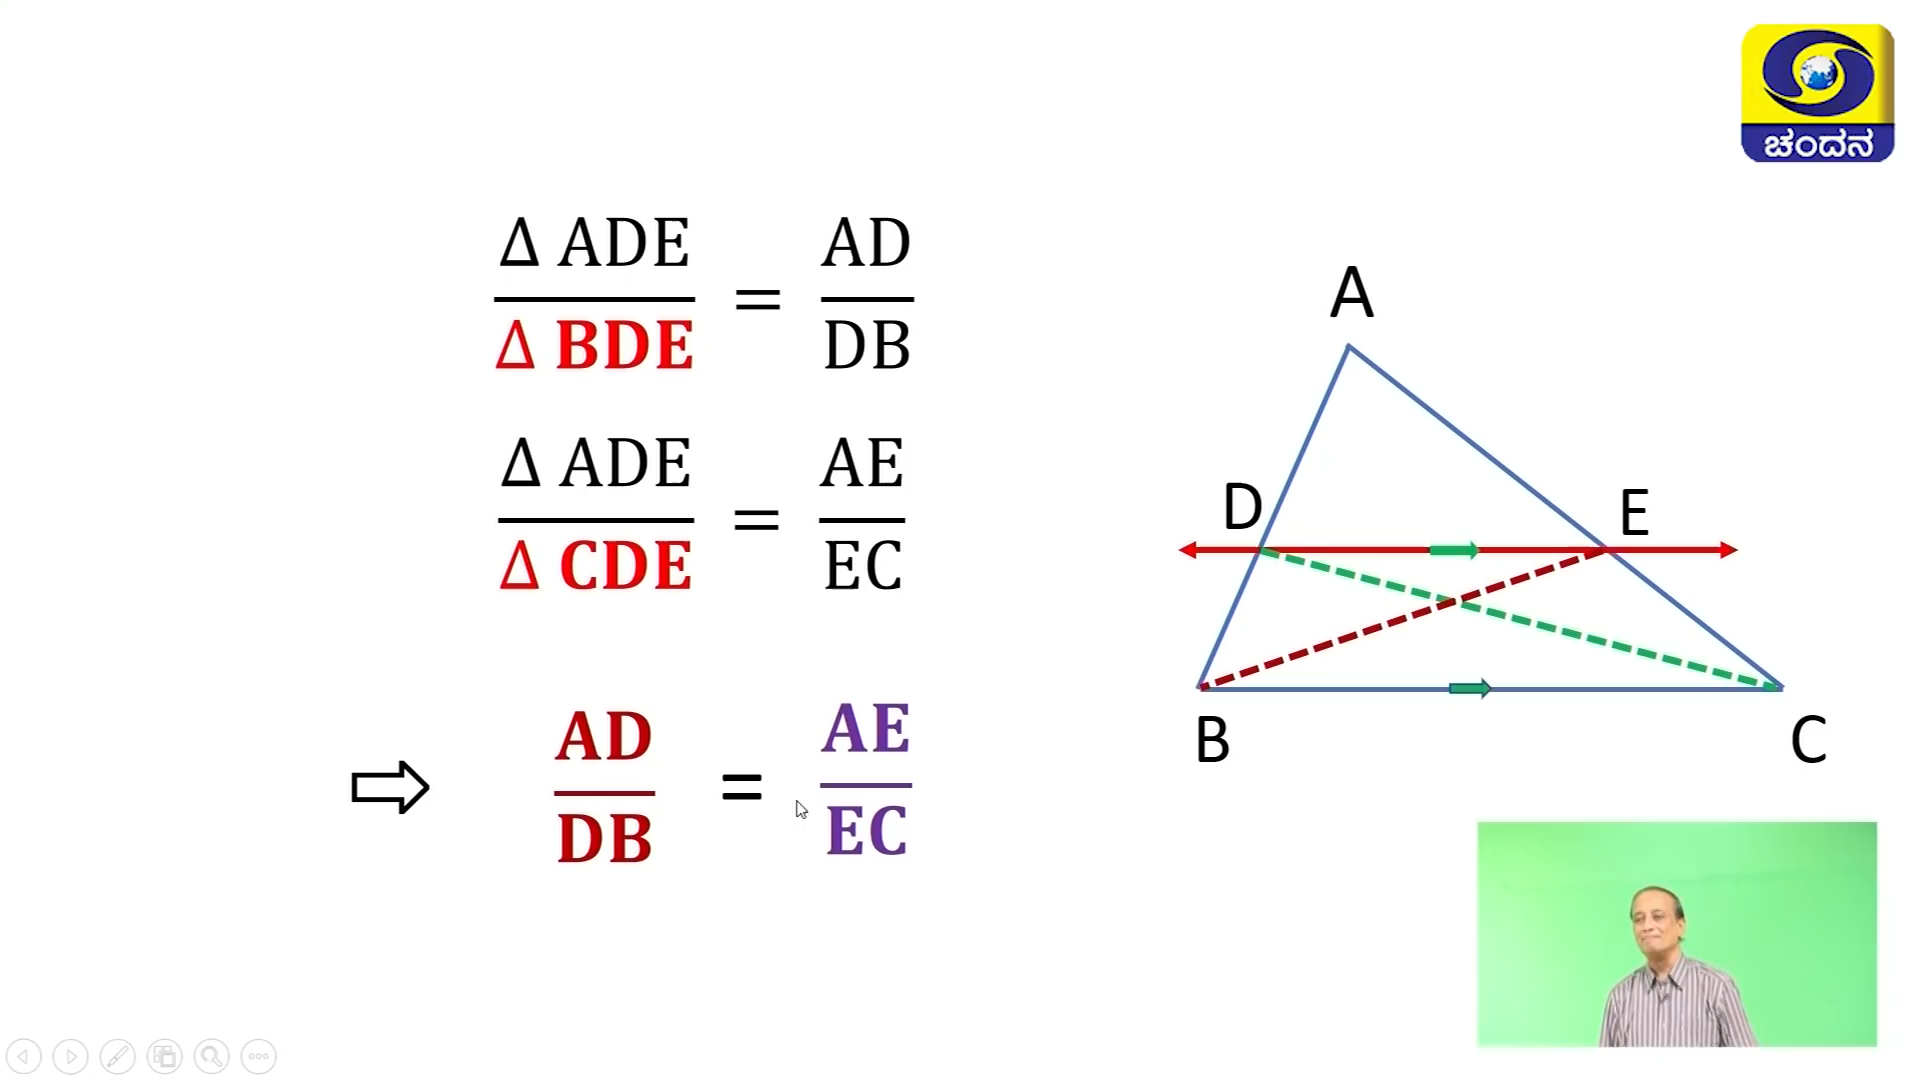 ಚಂದನ
Δ ADE / Δ BDE = AD / DB
Δ ADE / Δ CDE = AE / EC
⇨ AD / DB = AE / EC
A
D
E
B
C